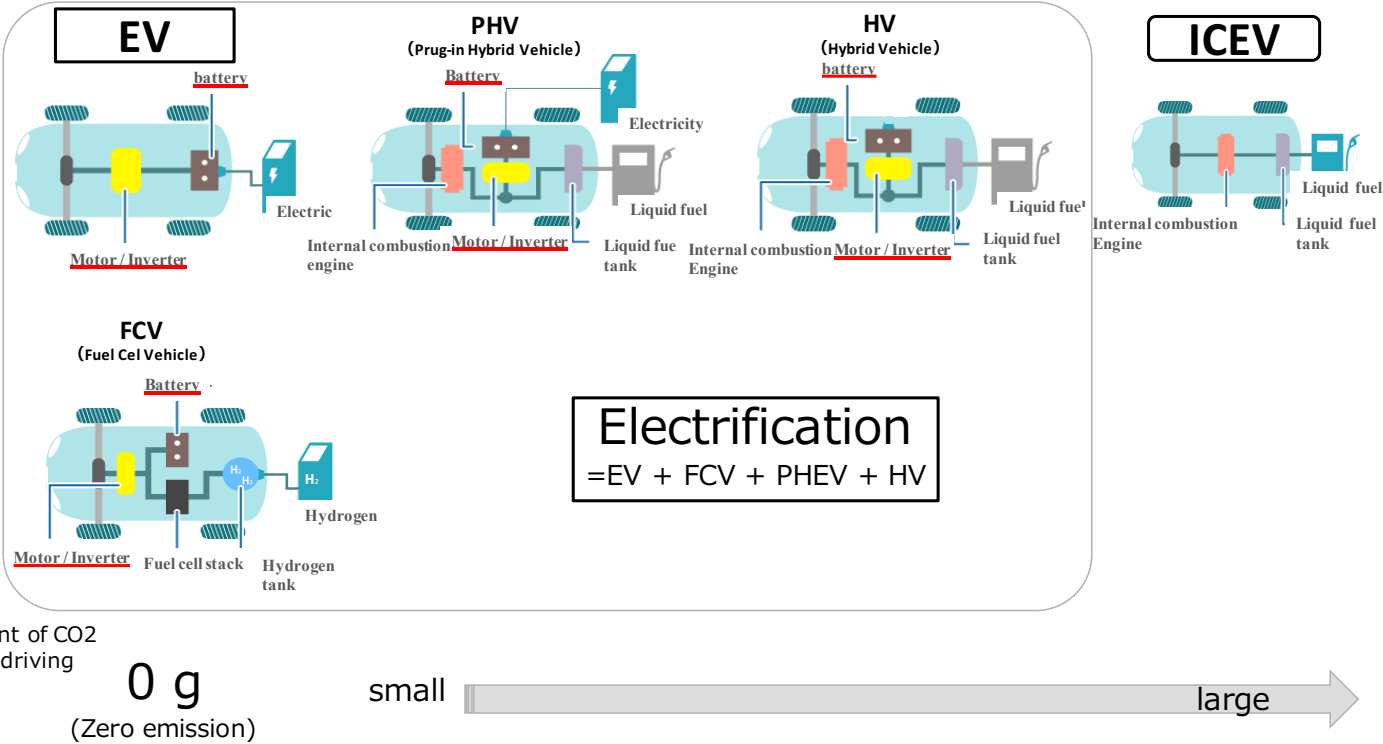 EV
battery
Electric
Motor / Inverter
PHV
(Prug-in Hybrid Vehicle)
Battery
Electricity
Liquid fuel
Internal combustion
engine
Motor / Inverter
Liquid fue
tank
HV
(Hybrid Vehicle)
battery
Liquid fuel
Internal combustion
Engine
Motor / Inverter
Liquid fuel
tank
ICEV
Liquid fuel
Internal combustion
Engine
Liquid fuel
tank
FCV
(Fuel Cel Vehicle)
Battery
H2
H2
H2
Hydrogen
Motor / Inverter
Fuel cell stack
Hydrogen
tank
Electrification
=EV + FCV + PHEV + HV
nt of CO2
driving
0 g
(Zero emission)
small
large